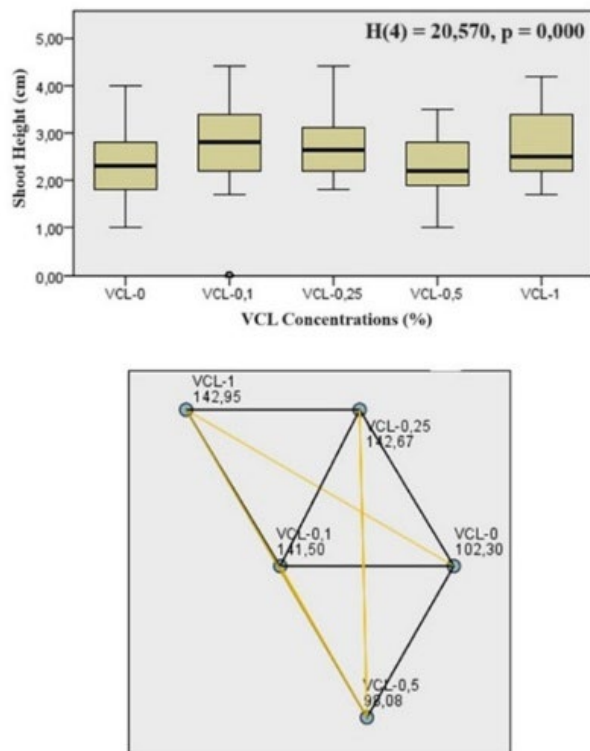 H(4) = 20,570, p = 0,000
5,00
4,00
3,00
2,00
1,00
0,00
Shoot Height (cm)
VCL-0 VCL-0,1 VCL-0,25 VCL-0,5 VCL-1
VCL Concentrations (%)
VCL-1
142,95
VCL-0,25
142,67
VCL-0,1
141,50
VCL-0
102,30
VCL-0,5